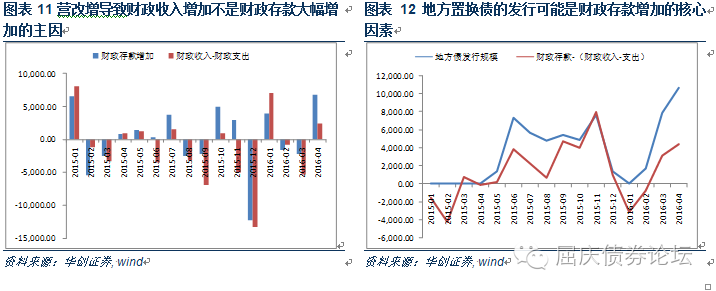 图表 11 营改增导致财政收入增加不是财政存款大幅增
加的主因
财政存款增加 财政收入-财政支出
10,000.00
5,000.00
0.00
-5,000.00
-10,000.00
-15,000.00
2015-01 2015-02 2015-03 2015-04 2015-05 2015-06 2015-07 2015-08 2015-09 2015-10 2015-11 2015-12 2016-01 2016-02 2016-03 2016-04
资料来源：华创证券, wind
图表 12 地方置换债的发行可能是财政存款增加的核心
因素
地方债发行规模 财政存款-（财政收入-支出）
12,000.00
10,000.00
8,000.00
6,000.00
4,000.00
2,000.00
0.00
-2,000.00
-4,000.00
-6,000.00
2015-01 2015-02 2015-03 2015-04 2015-05 2015-06 2015-07 2015-08 2015-09 2015-10 2015-11 2015-12 2016-01 2016-02 2016-03 2016-04
资料来源：华创证券, wind
屈庆债券论坛